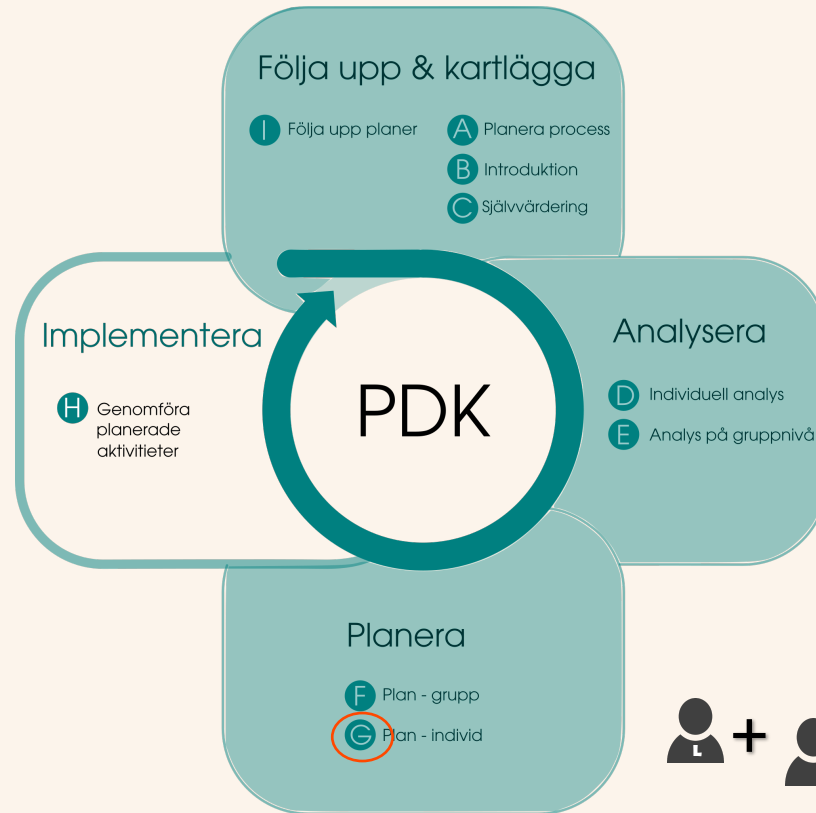 Följa upp & kartlägga
I Följa upp planer
A Planera process
B Introduktion
C Självvärdering
Implementera
H Genomföra
planerade
aktivitieter
PDK
Analysera
D Individuell analys
E Analys på gruppnivå
Planera
F Plan - grupp
G Plan - individ
L
+